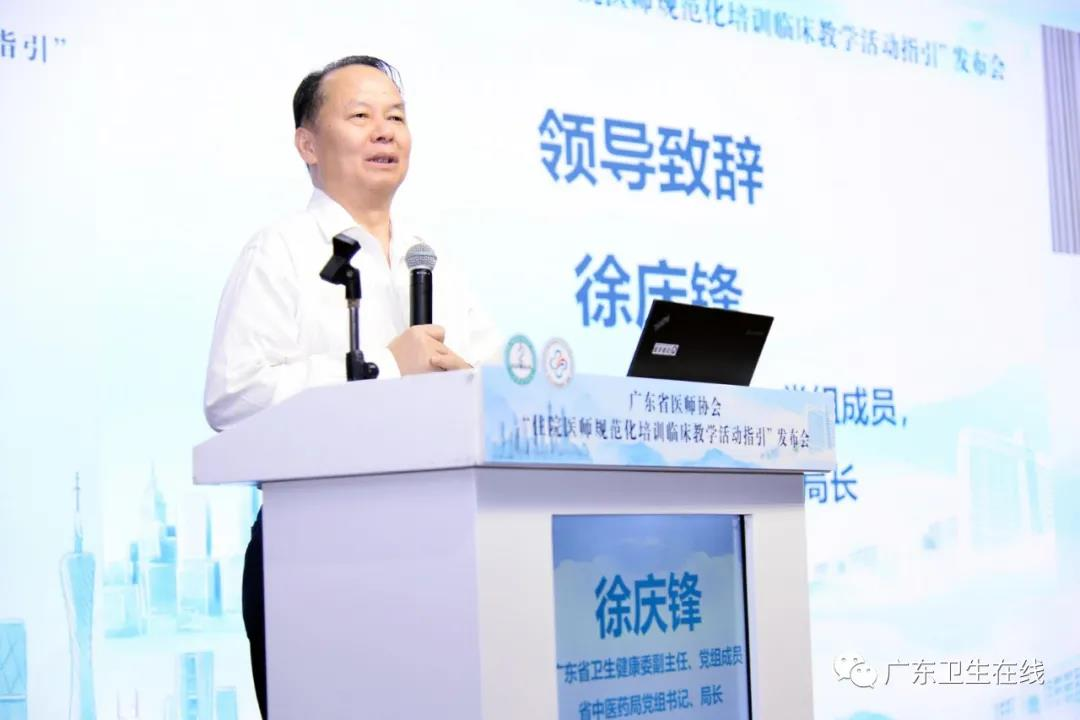 指引”
院医师规范化培训临床教学活动指引”发布会
领导致辞
徐庆锋
党组成员,
局长
广东省医师协会
“住院医师规范化培训临床教学活动指引”发布会
徐庆锋
广东省卫生健康委副主任、党组成员
省中医药局党组书记、局长
广东卫生在线